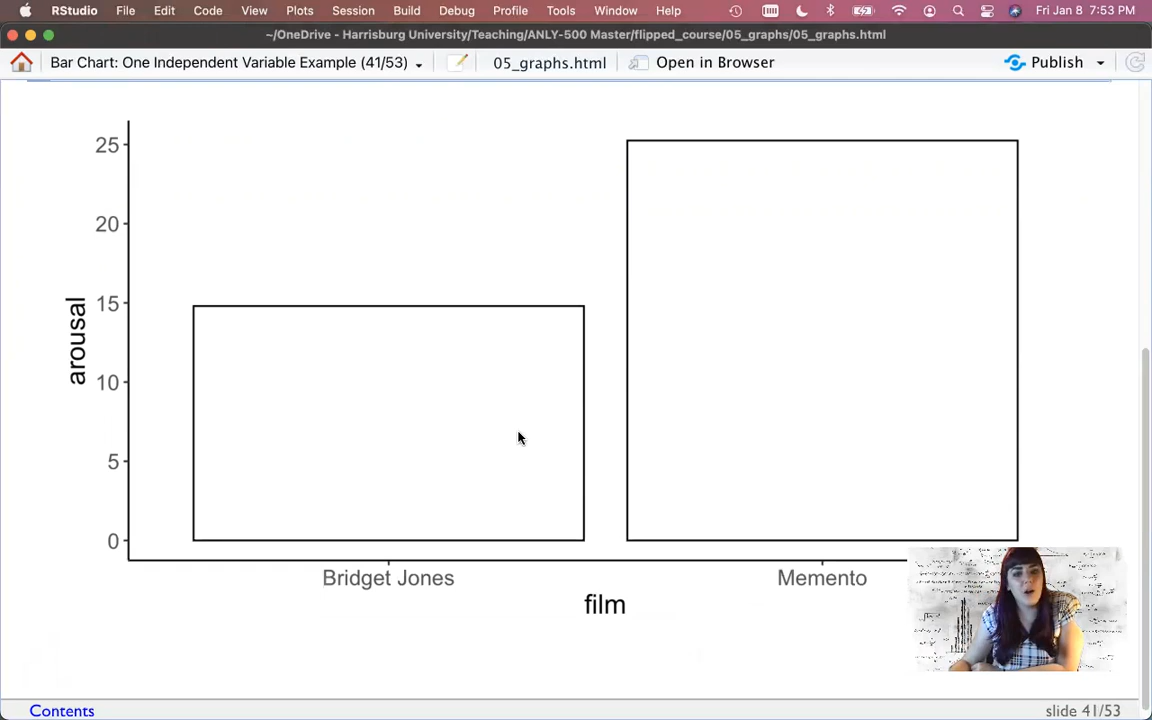 RStudio File Edit Code View Plots Session Build Debug Profile Tools Window Help Fri Jan 8 7:53 PM
~/OneDrive - Harrisburg University/Teaching/ANLY-500 Master/flipped_course/05_graphs/05_graphs.html
Bar Chart: One Independent Variable Example (41/53) 05_graphs.html Open in Browser Publish
25
20
15
10
5
0
arousal
Bridget Jones Memento
film
Contents slide 41/53